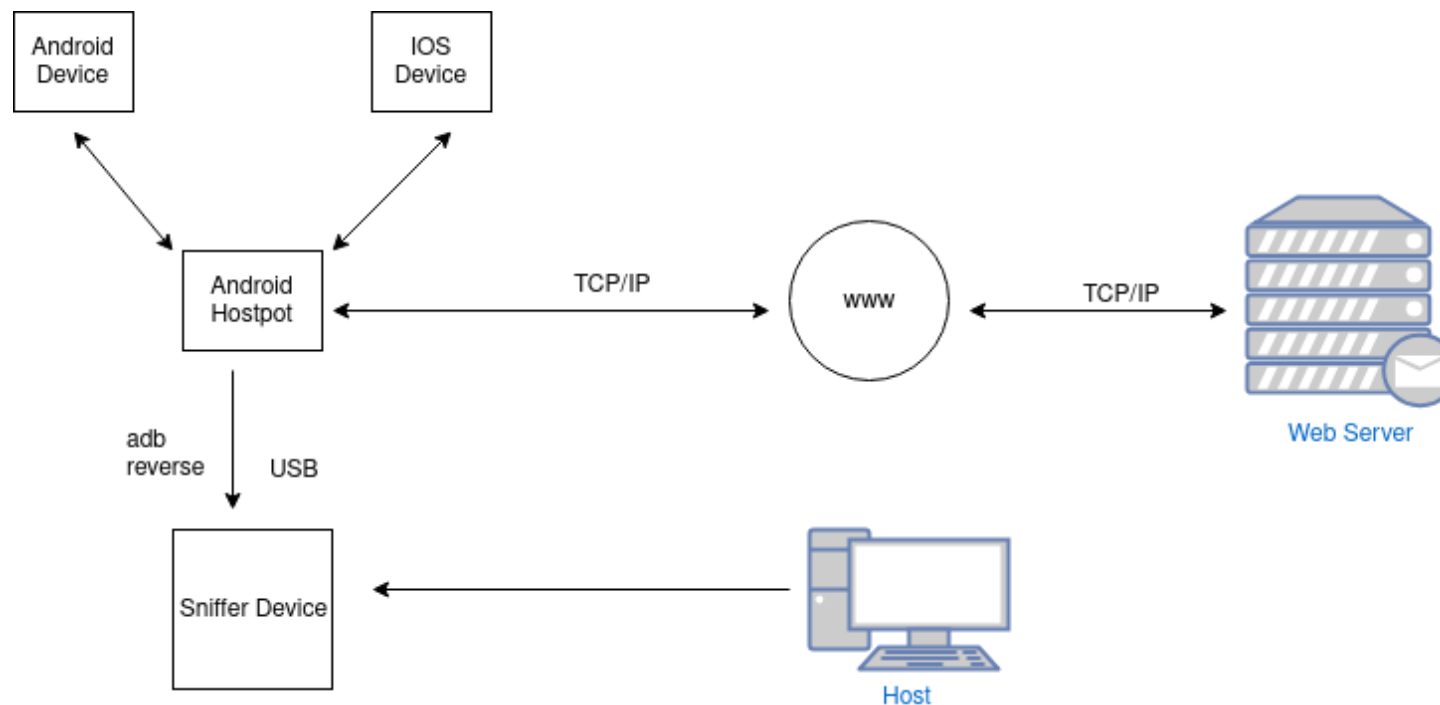 Android
Device
IOS
Device
Android
Hostpot
TCP/IP
www
TCP/IP
Web Server
adb
reverse
USB
Sniffer Device
Host